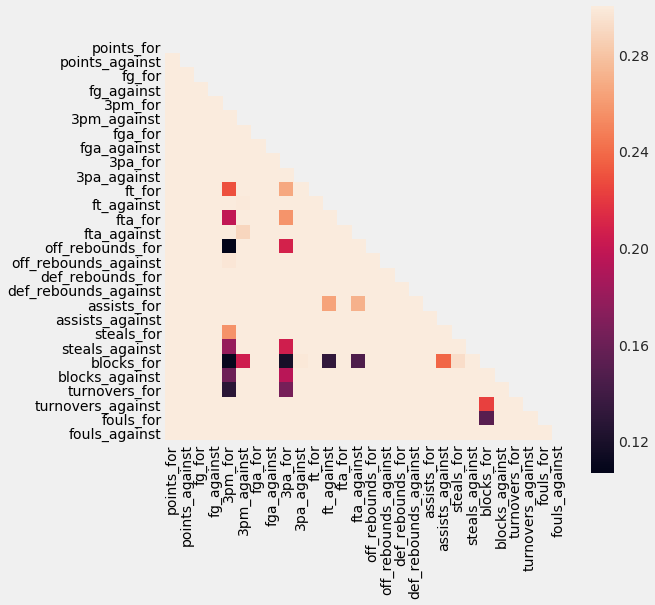 points_for
points_against
fg_for
fg_against
3pm_for
3pm_against
fga_for
fga_against
3pa_for
3pa_against
ft_for
ft_against
fta_for
fta_against
off_rebounds_for
off_rebounds_against
def_rebounds_for
def_rebounds_against
assists_for
assists_against
steals_for
steals_against
blocks_for
blocks_against
turnovers_for
turnovers_against
fouls_for
fouls_against
points_for
points_against
fg_for
fg_against
3pm_for
3pm_against
fga_for
fga_against
3pa_for
3pa_against
ft_for
ft_against
fta_for
fta_against
off_rebounds_for
off_rebounds_against
def_rebounds_for
def_rebounds_against
assists_for
assists_against
steals_for
steals_against
blocks_for
blocks_against
turnovers_for
turnovers_against
fouls_for
fouls_against
0.28
0.24
0.20
0.16
0.12